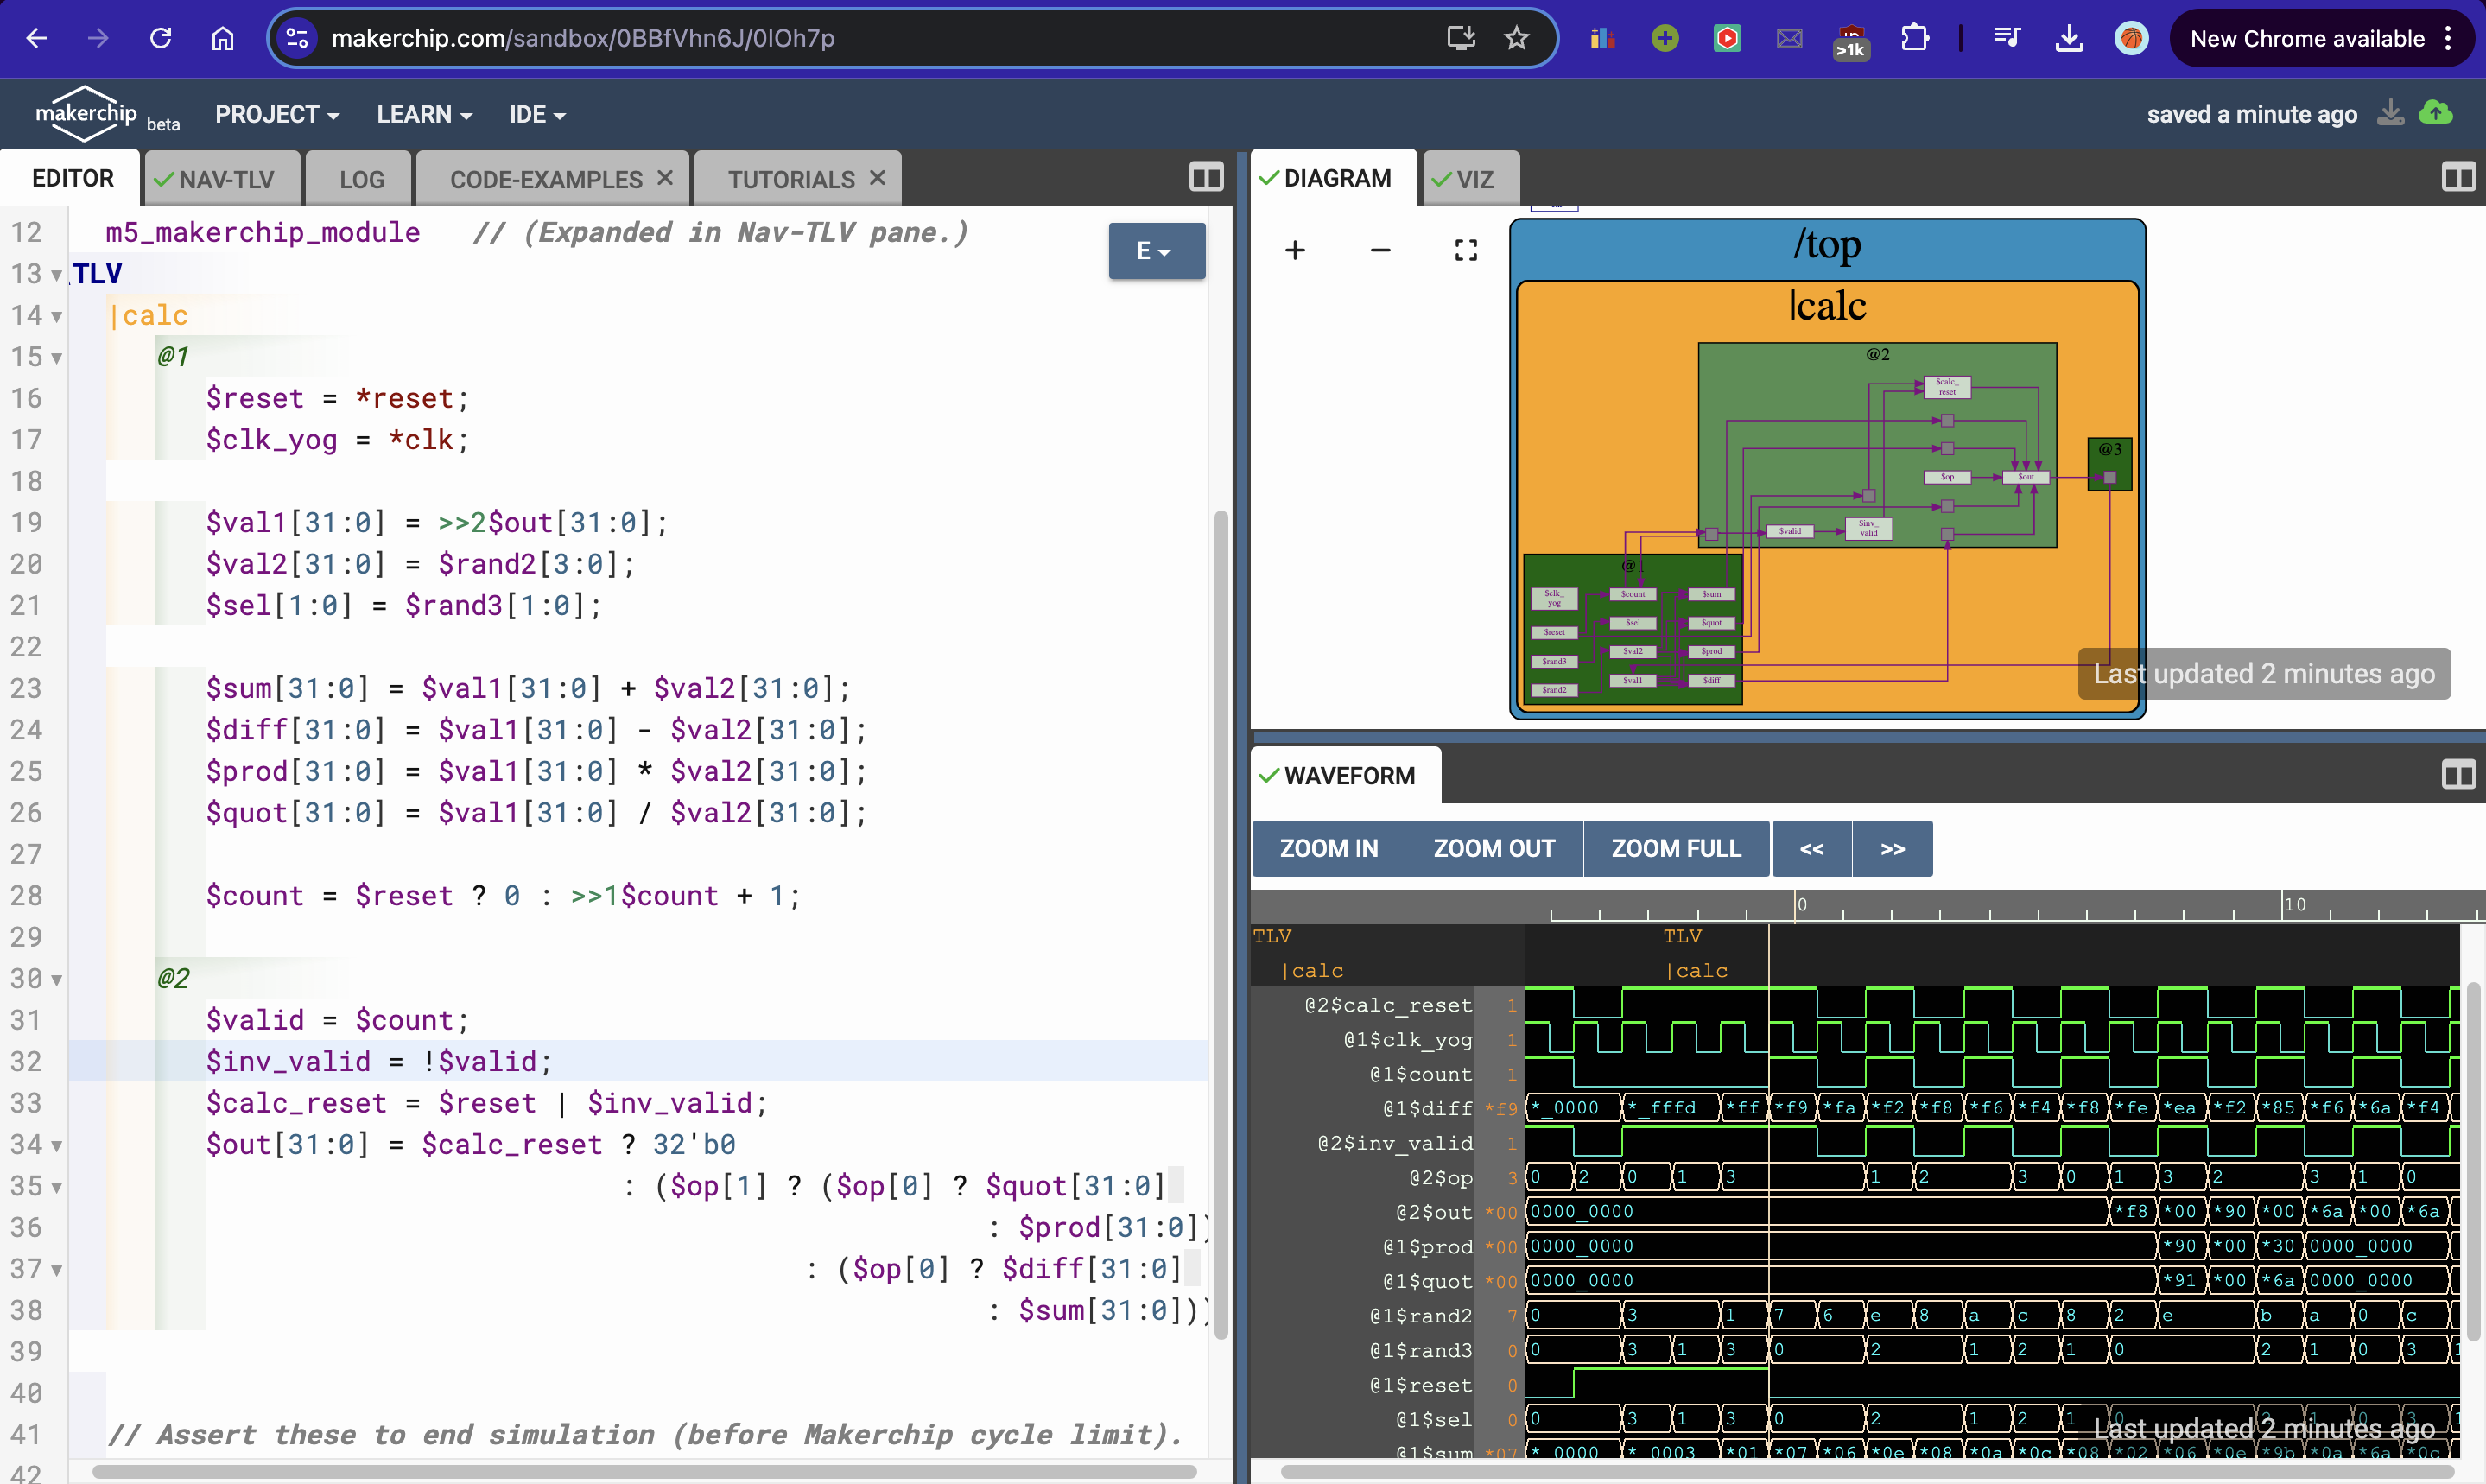 makerchip.com/sandbox/0BBfVhn6J/0lOh7p
>1k
New Chrome available
makerchip beta
PROJECT
LEARN
IDE
saved a minute ago
EDITOR
NAV-TLV
LOG
CODE-EXAMPLES
TUTORIALS
12 m5_makerchip_module // (Expanded in Nav-TLV pane.)
E
13 TLV
14 |calc
15 @1
16 $reset = *reset;
17 $clk_yog = *clk;
18
19 $val1[31:0] = >>2$out[31:0];
20 $val2[31:0] = $rand2[3:0];
21 $sel[1:0] = $rand3[1:0];
22
23 $sum[31:0] = $val1[31:0] + $val2[31:0];
24 $diff[31:0] = $val1[31:0] - $val2[31:0];
25 $prod[31:0] = $val1[31:0] * $val2[31:0];
26 $quot[31:0] = $val1[31:0] / $val2[31:0];
27
28 $count = $reset ? 0 : >>1$count + 1;
29
30 @2
31 $valid = $count;
32 $inv_valid = !$valid;
33 $calc_reset = $reset | $inv_valid;
34 $out[31:0] = $calc_reset ? 32'b0
35 : ($op[1] ? ($op[0] ? $quot[31:0]
36 : $prod[31:0])
37 : ($op[0] ? $diff[31:0]
38 : $sum[31:0]))
39
40
41 // Assert these to end simulation (before Makerchip cycle limit).
42
DIAGRAM
VIZ
+ −
/top
|calc
@2
$calc_
reset
@3
$op
$out
$valid
$inv_
valid
@1
$clk_
yog
$count
$sum
$sel
$quot
$reset
$val2
$prod
$rand3
$val1
$diff
$rand2
Last updated 2 minutes ago
WAVEFORM
ZOOM IN
ZOOM OUT
ZOOM FULL
<<
>>
0 10
TLV TLV
|calc |calc
@2$calc_reset 1
@1$clk_yog 1
@1$count 1
@1$diff *f9 *_0000 *_fffd *ff *f9 *fa *f2 *f8 *f6 *f4 *f8 *fe *ea *f2 *85 *f6 *6a *f4
@2$inv_valid 1
@2$op 3 0 2 0 1 3 1 2 3 0 1 3 2 3 1 0
@2$out *00 0000_0000 *f8 *00 *90 *00 *6a *00 *6a
@1$prod *00 0000_0000 *90 *00 *30 0000_0000
@1$quot *00 0000_0000 *91 *00 *6a 0000_0000
@1$rand2 7 0 3 1 7 6 e 8 a c 8 2 e b a 0 c
@1$rand3 0 0 3 1 3 0 2 1 2 1 0 2 1 0 3 1
@1$reset 0
@1$sel 0 0 3 1 3 0 2 1 2 1 0 2 1 0 3 1
@1$sum *07 *_0000 *_0003 *01 *07 *06 *0e *08 *0a *0c *08 *02 *06 *0e *9b *0a *6a *0c
Last updated 2 minutes ago